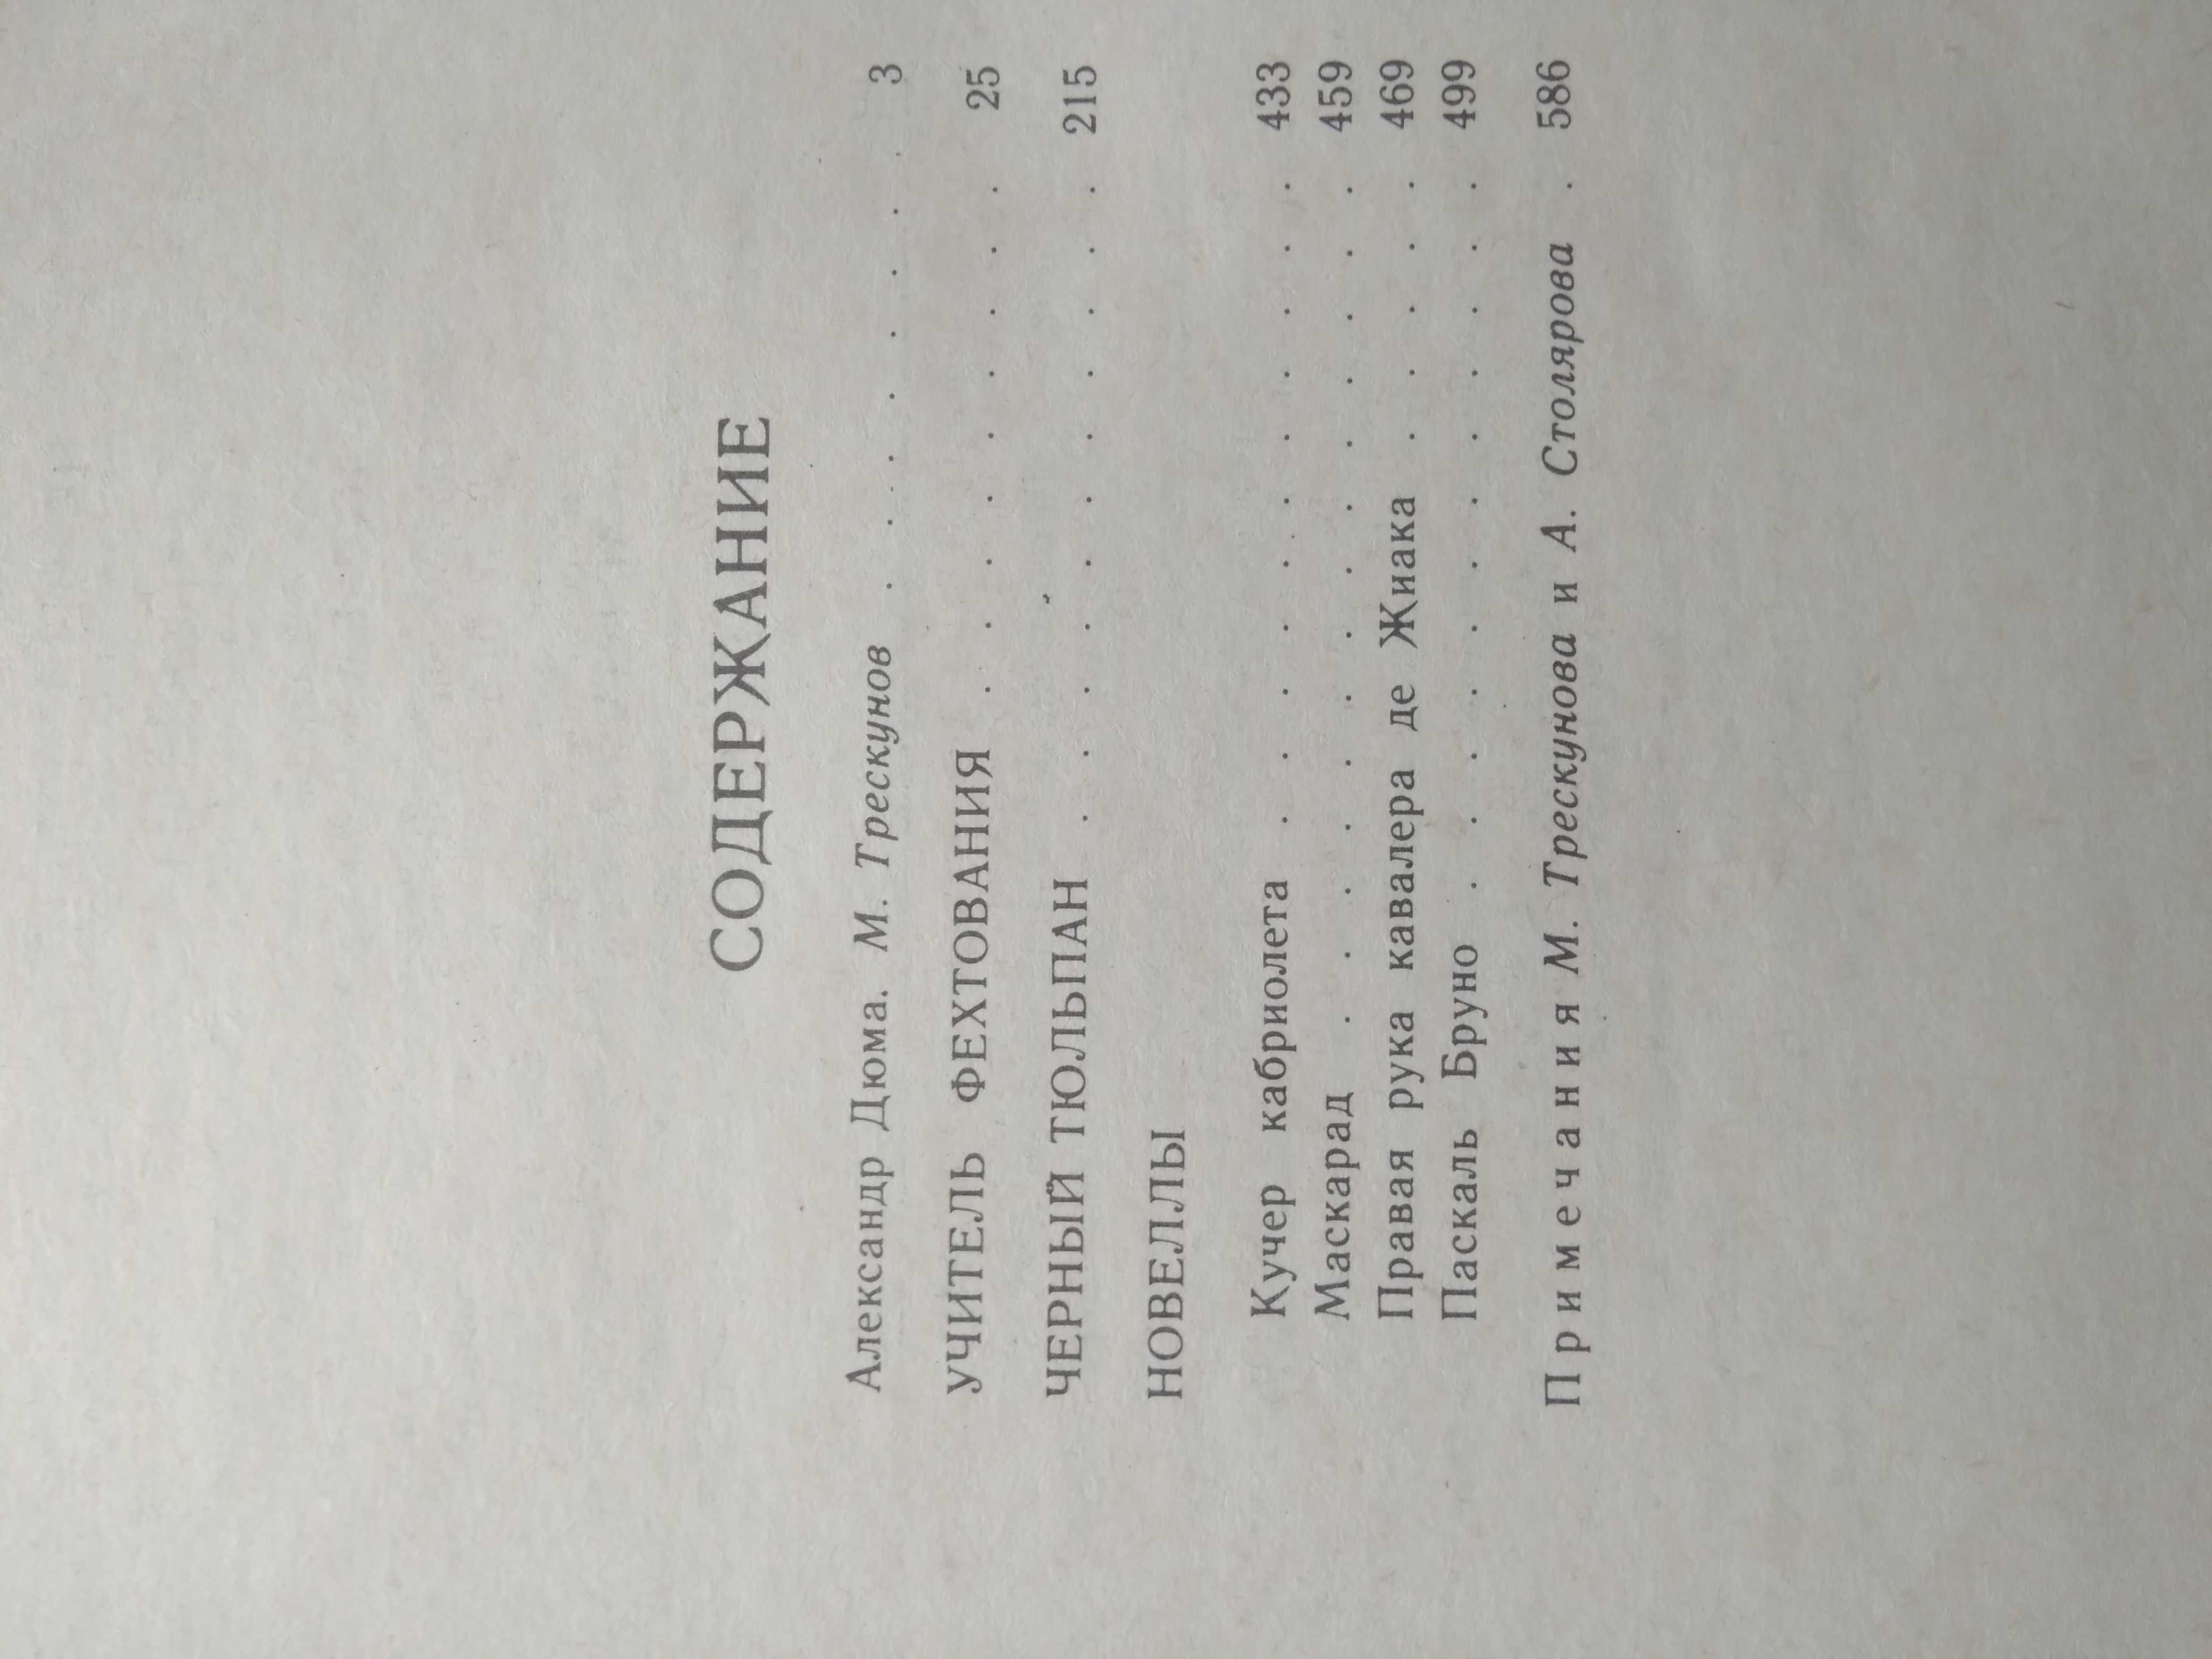 СОДЕРЖАНИЕ
Александр Дюма. М. Трескунов . . . . . . . . 3
УЧИТЕЛЬ ФЕХТОВАНИЯ . . . . . . . . . 25
ЧЕРНЫЙ ТЮЛЬПАН . . . . . . . . . . . 215
НОВЕЛЛЫ
Кучер кабриолета . . . . . . . . . . . 433
Маскарад . . . . . . . . . . . . . . 459
Правая рука кавалера де Жиака . . . . . 469
Паскаль Бруно . . . . . . . . . . . . 499
Примечания М. Трескунова и А. Столярова . 586